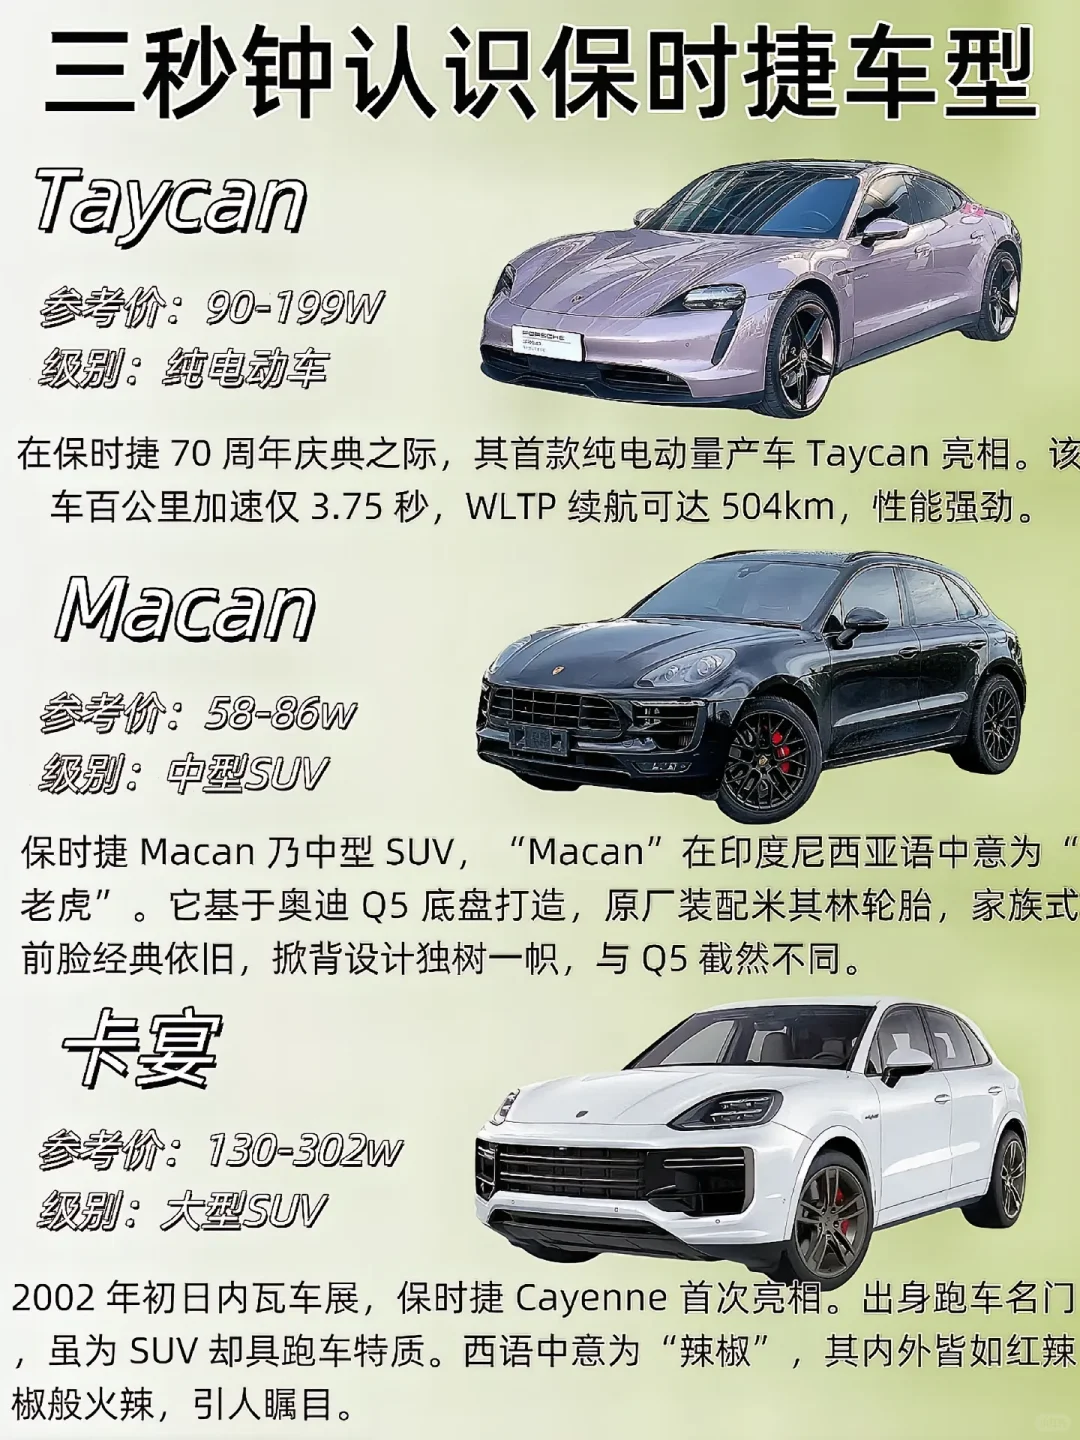 三秒钟认识保时捷车型
Taycan
参考价：90-199W
级别：纯电动车
PORSCHE
在保时捷 70 周年庆典之际，其首款纯电动量产车 Taycan 亮相。该
车百公里加速仅 3.75 秒，WLTP 续航可达 504km，性能强劲。
Macan
参考价：58-86w
级别：中型SUV
保时捷 Macan 乃中型 SUV，“Macan”在印度尼西亚语中意为“
老虎”。它基于奥迪 Q5 底盘打造，原厂装配米其林轮胎，家族式
前脸经典依旧，掀背设计独树一帜，与 Q5 截然不同。
卡宴
参考价：130-302w
级别：大型SUV
2002 年初日内瓦车展，保时捷 Cayenne 首次亮相。出身跑车名门
，虽为 SUV 却具跑车特质。西语中意为“辣椒”，其内外皆如红辣
椒般火辣，引人瞩目。